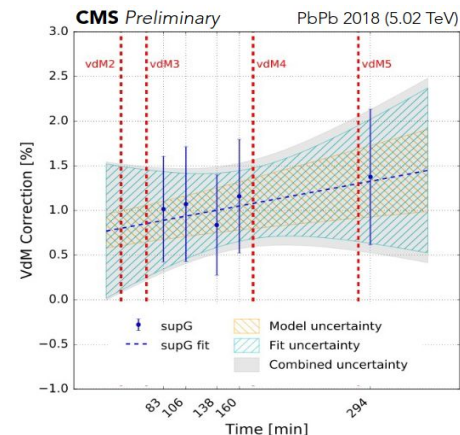 CMS Preliminary PbPb 2018 (5.02 TeV)
3.0
vdM2 vdM3 vdM4 vdM5
2.5
2.0
1.5
1.0
0.5
0.0
−0.5
−1.0
VdM Correction [%]
supG
supG fit
Model uncertainty
Fit uncertainty
Combined uncertainty
83 106 138 160 294
Time [min]